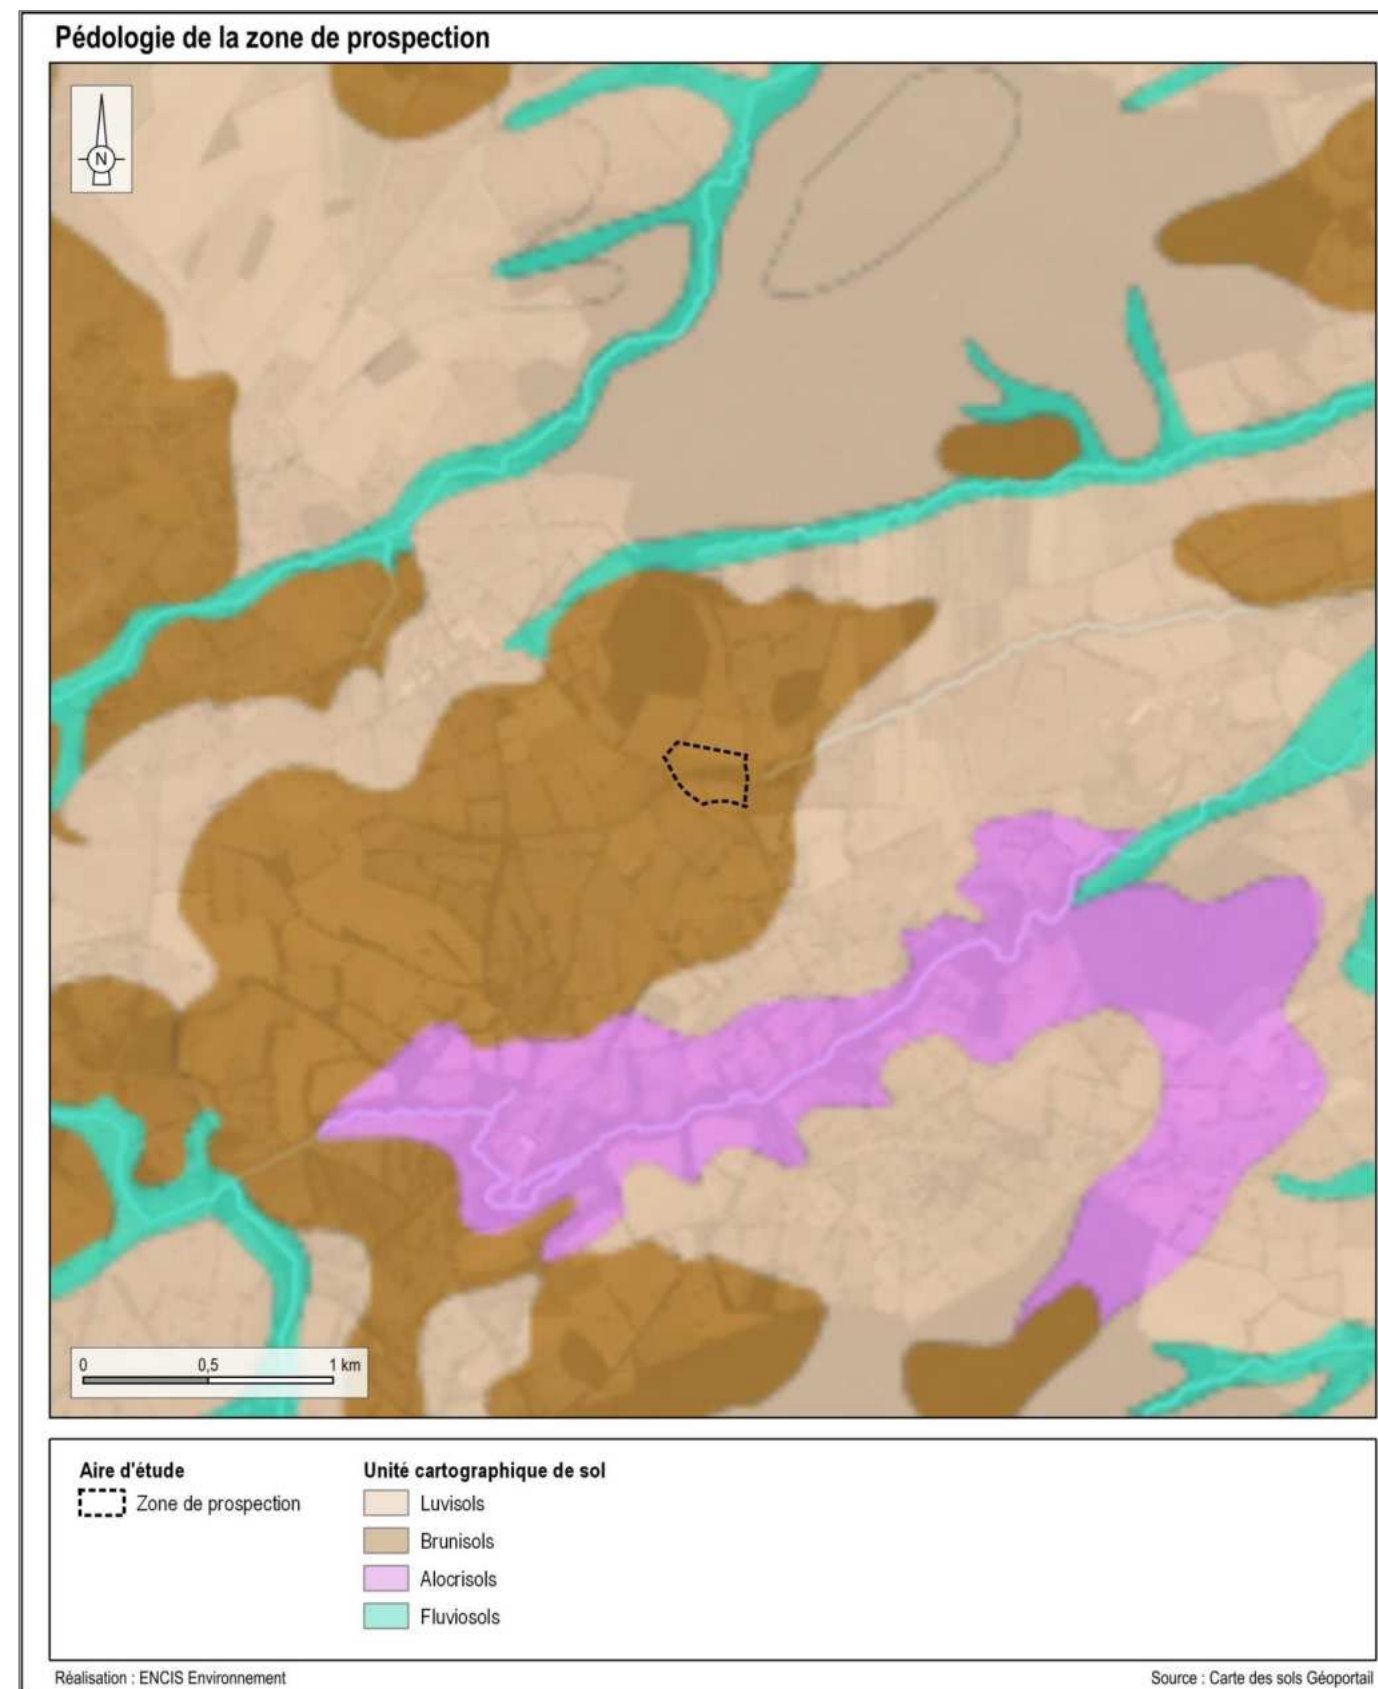 Pédologie de la zone de prospection
N
0 0,5 1 km
Aire d'étude
Zone de prospection
Unité cartographique de sol
Luvisols
Brunisols
Alocrisols
Fluviosols
Réalisation : ENCIS Environnement
Source : Carte des sols Géoportail